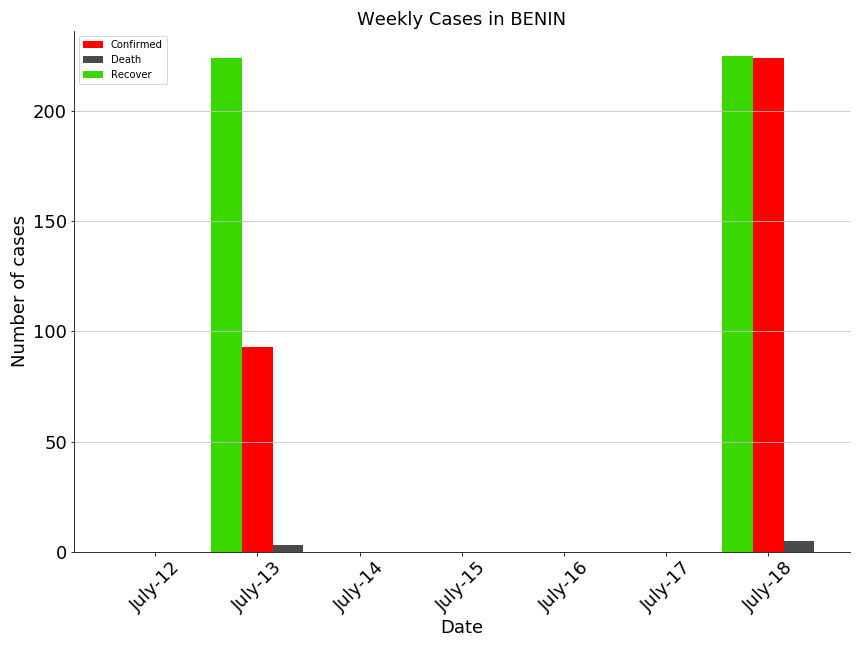 Weekly Cases in BENIN
Confirmed
Death
Recover
Number of cases
200
150
100
50
0
July-12
July-13
July-14
July-15
July-16
July-17
July-18
Date